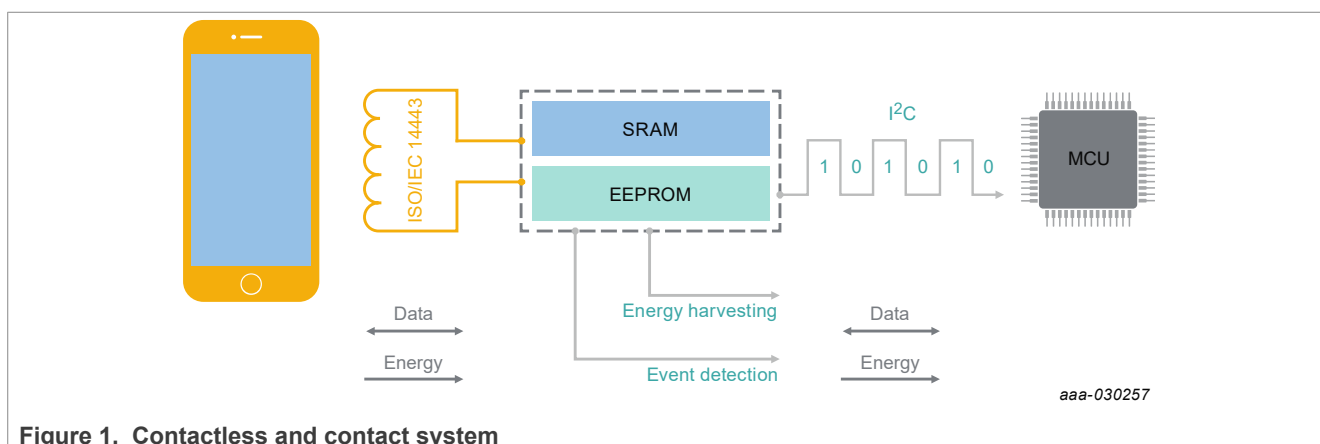 ISO/IEC 14443
SRAM
EEPROM
I²C
1 0 1 0 1 0
MCU
Energy harvesting
Event detection
Data
Energy
Data
Energy
aaa-030257
Figure 1. Contactless and contact system